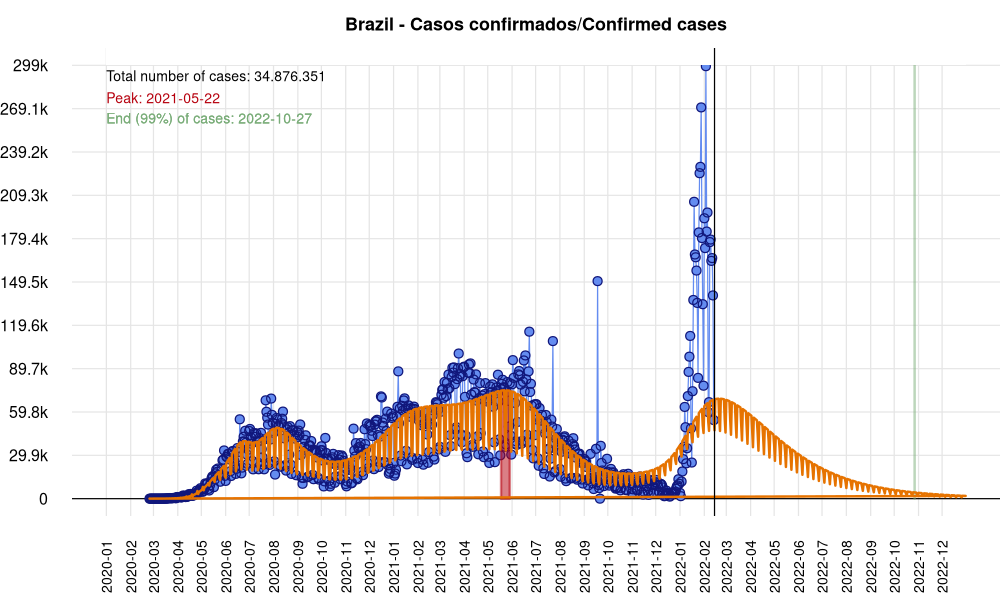 Brazil - Casos confirmados/Confirmed cases
299k
269.1k
239.2k
209.3k
179.4k
149.5k
119.6k
89.7k
59.8k
29.9k
0
Total number of cases: 34.876.351
Peak: 2021-05-22
End (99%) of cases: 2022-10-27
2020-01
2020-02
2020-03
2020-04
2020-05
2020-06
2020-07
2020-08
2020-09
2020-10
2020-11
2020-12
2021-01
2021-02
2021-03
2021-04
2021-05
2021-06
2021-07
2021-08
2021-09
2021-10
2021-11
2021-12
2022-01
2022-02
2022-03
2022-04
2022-05
2022-06
2022-07
2022-08
2022-09
2022-10
2022-11
2022-12